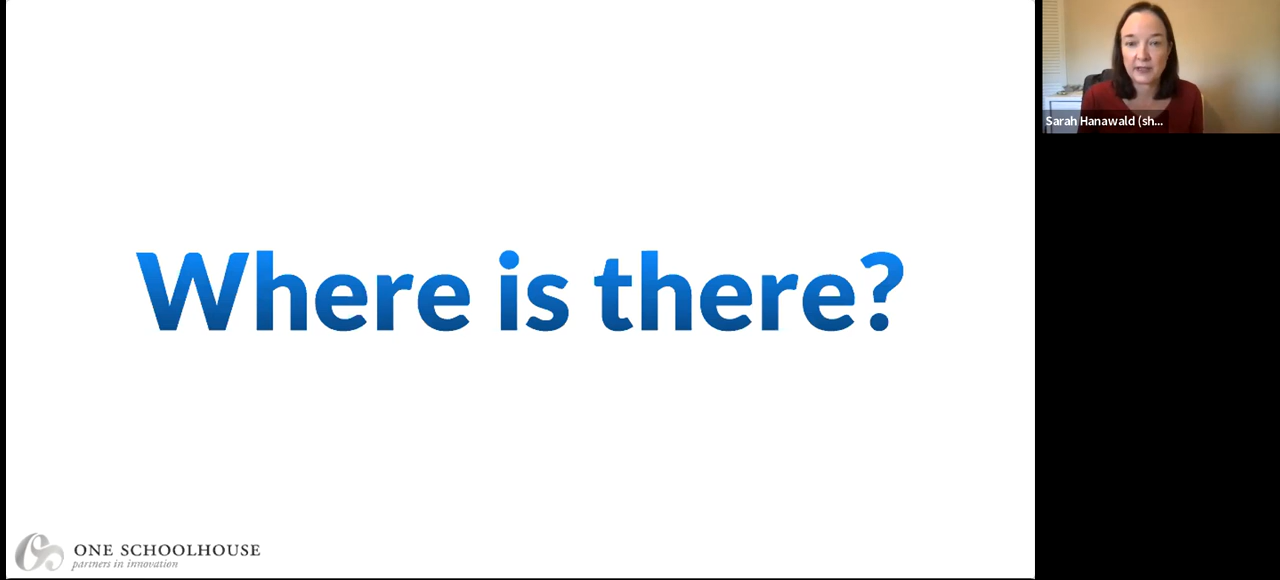 Where is there?
Sarah Hanawald (sh...
ONE SCHOOLHOUSE
partners in innovation